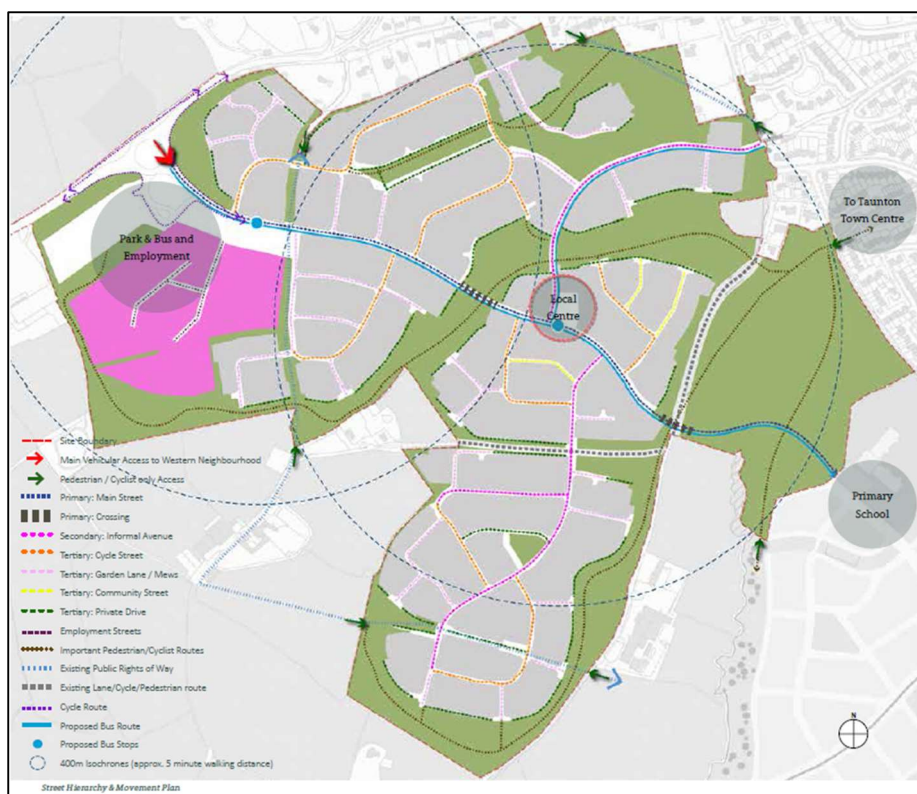 To Taunton
Town Centre
Park & Bus and
Employment
Local
Centre
Primary
School
Site Boundary
Main Vehicular Access to Western Neighbourhood
Pedestrian / Cyclist only Access
Primary: Main Street
Primary: Crossing
Secondary: Informal Avenue
Tertiary: Cycle Street
Tertiary: Garden Lane / Mews
Tertiary: Community Street
Tertiary: Private Drive
Employment Streets
Important Pedestrian/Cyclist Routes
Existing Public Rights of Way
Existing Lane/Cycle/Pedestrian route
Cycle Route
Proposed Bus Route
Proposed Bus Stops
400m Isochrones (approx. 5 minute walking distance)
N
Street Hierarchy & Movement Plan